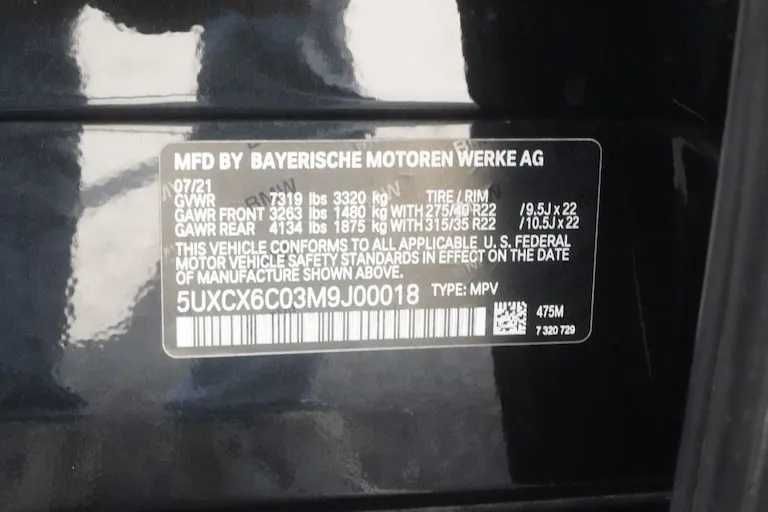 MFD BY BAYERISCHE MOTOREN WERKE AG
07/21
GVWR 7319 lbs 3320 kg TIRE / RIM
GAWR FRONT 3263 lbs 1480 kg WITH 275/40 R22 /9.5J x 22
GAWR REAR 4134 lbs 1875 kg WITH 315/35 R22 /10.5J x 22
THIS VEHICLE CONFORMS TO ALL APPLICABLE U. S. FEDERAL
MOTOR VEHICLE SAFETY STANDARDS IN EFFECT ON THE DATE
OF MANUFACTURE SHOWN ABOVE.
5UXCX6C03M9J00018 TYPE: MPV
475M
7 320 729